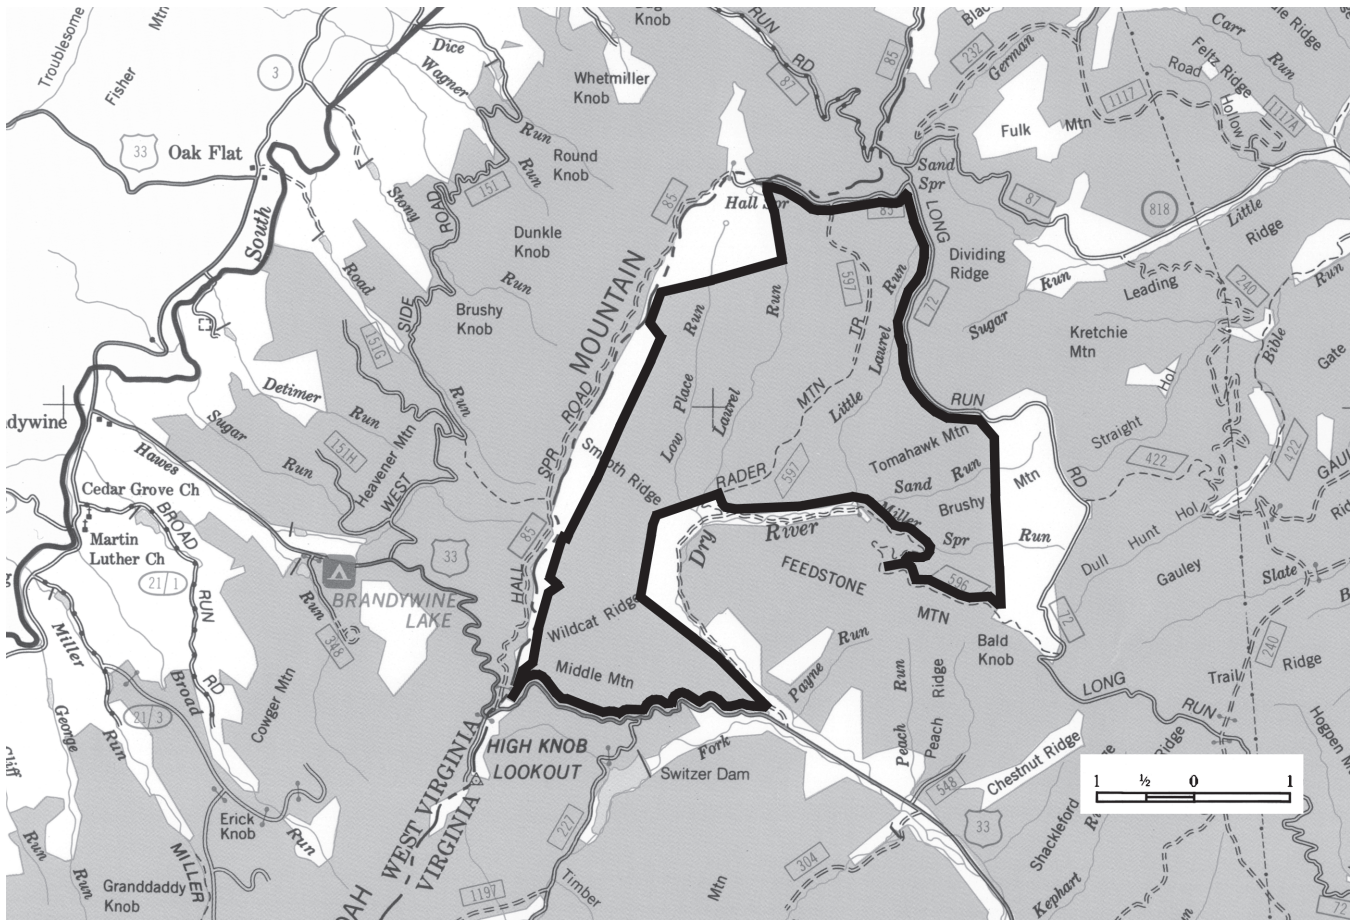 Troublesome
Mtn
Fisher
3
33
Oak Flat
South
Dice
Wagner
Run
Stony
Run
Knob
Whetmiller
Knob
Round
Knob
RUN
RD
87
85
232
German
Carr
Run
Ridge
Feltz Ridge
Road
Hollow
1117
1117A
Fulk Mtn
Sand
Spr
87
818
Little
Ridge
151
ROAD
SIDE
WEST
Dunkle
Knob
Run
Brushy
Knob
Road
Run
151G
Detimer
Run
Sugar
Run
151H
Heavener Mtn
Hawes
Run
85
Hall Spr
85
LONG
RUN
RD
Dividing
Ridge
72
Sugar
Run
Leading
240
Run
Bible
Gate
Kretchie
Mtn
Hol
Straight
422
422
MOUNTAIN
ROAD
SPR
HALL
85
Low Place Run
Laurel Run
597
MTN TR
Little Laurel Run
RADER
597
Smooth Ridge
Tomahawk Mtn
Sand Run
Brushy
Mtn
Miller
Spr
Run
Dull Hunt Hol
Gauley
Slate
Cedar Grove Ch
Martin
Luther Ch
BROAD
RUN
RD
21/1
33
BRANDYWINE
LAKE
348
Dry
River
FEEDSTONE
MTN
596
Wildcat Ridge
Middle Mtn
Bald
Knob
72
240
Trail
Ridge
LONG
RUN
Miller
Run
Broad
Run
21/3
Cowger Mtn
George
Run
Payne
Run
Peach Run
Peach Ridge
WEST VIRGINIA
VIRGINIA
HIGH KNOB
LOOKOUT
Fork
Switzer Dam
227
548
33
Chestnut Ridge
Ridge
Hogpen
1 ½ 0 1
Erick
Knob
MILLER
Run
Granddaddy
Knob
1197
Timber
Mtn
304
Shackleford
Kephart
Run
72